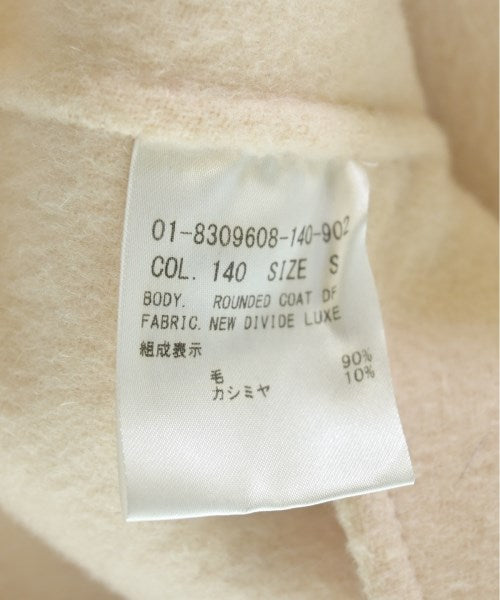 01-8309608-140-902
COL. 140 SIZE S
BODY. ROUNDED COAT DF
FABRIC. NEW DIVIDE LUXE
組成表示
毛 90%
カシミヤ 10%